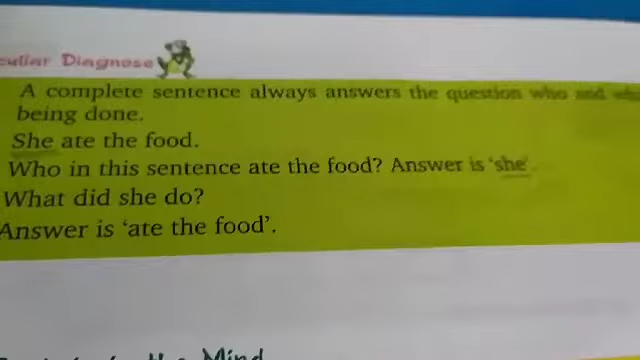 Diagnose
A complete sentence always answers the question who and
being done.
She ate the food.
Who in this sentence ate the food? Answer is 'she'.
What did she do?
Answer is 'ate the food'.
the Mind